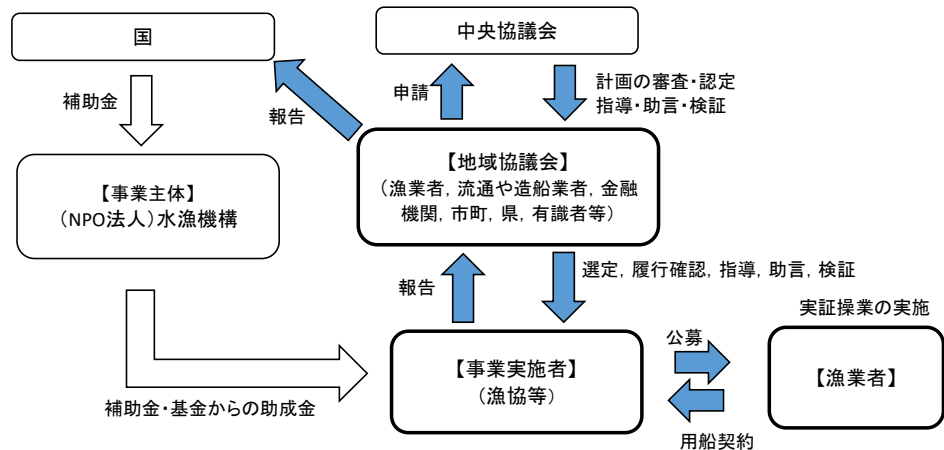 国
中央協議会
補助金
報告
申請
計画の審査・認定
指導・助言・検証
【事業主体】
（NPO法人）水漁機構
【地域協議会】
（漁業者，流通や造船業者，金融
機関，市町，県，有識者等）
報告
選定，履行確認，指導，助言，検証
実証操業の実施
【事業実施者】
（漁協等）
公募
【漁業者】
補助金・基金からの助成金
用船契約